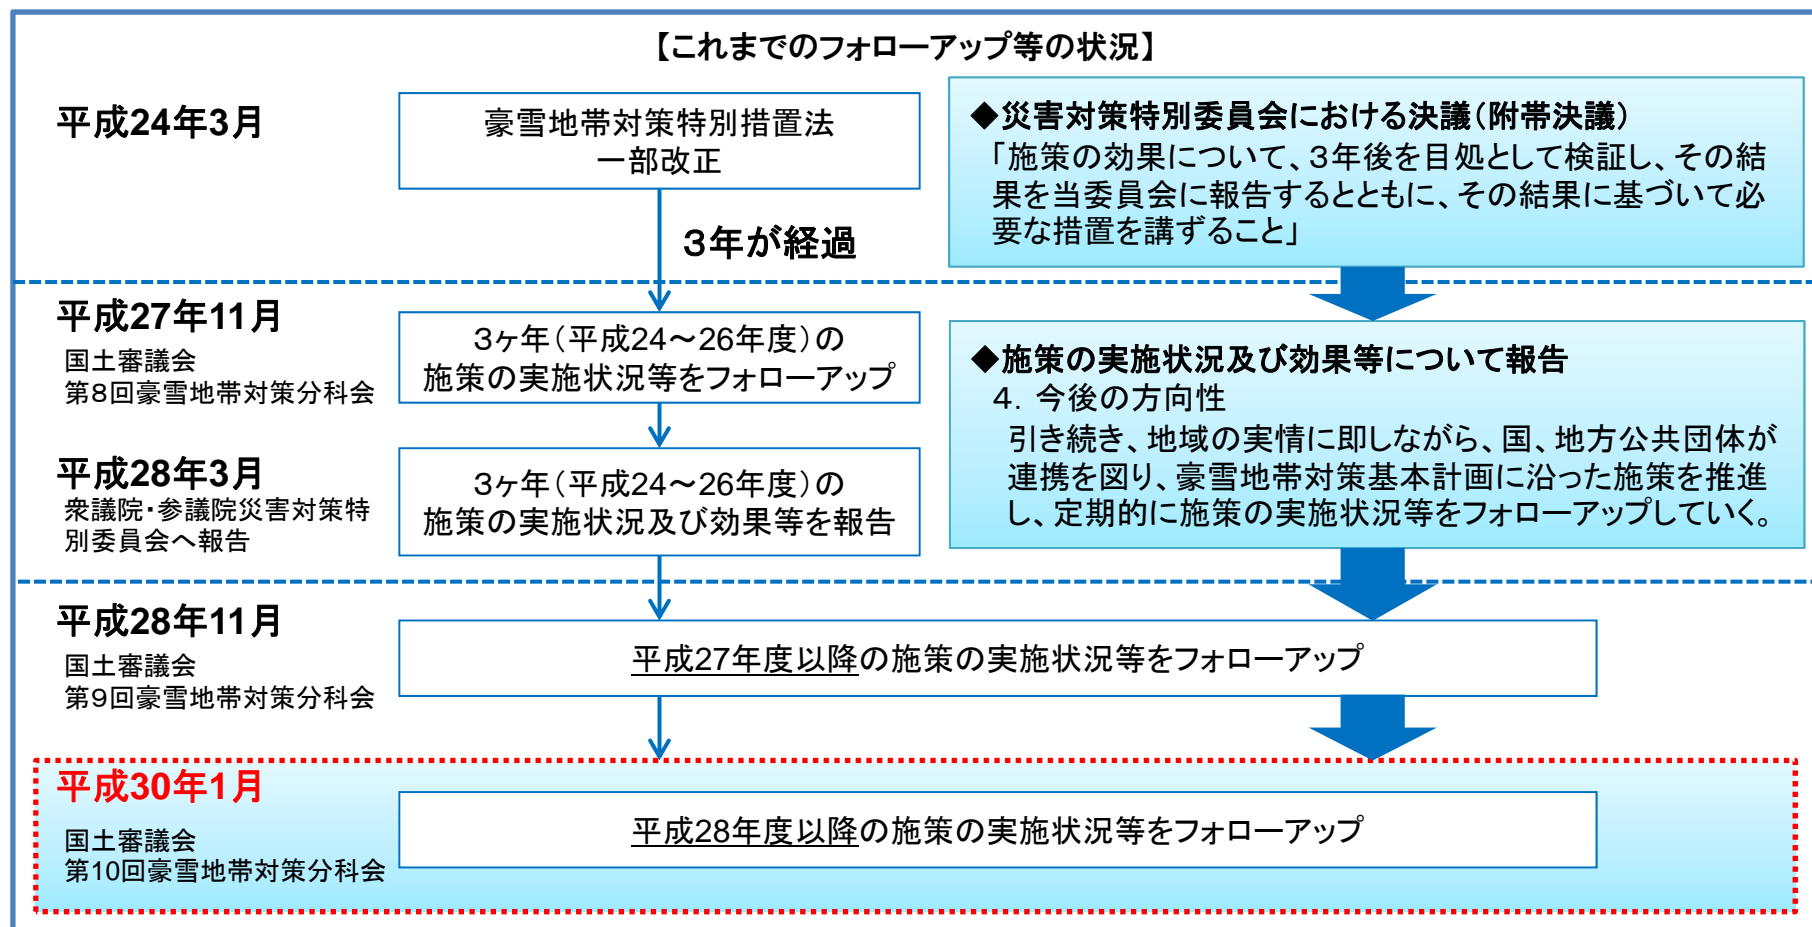 【これまでのフォローアップ等の状況】
平成24年3月
豪雪地帯対策特別措置法
一部改正
◆災害対策特別委員会における決議（附帯決議）
「施策の効果について、３年後を目処として検証し、その結
果を当委員会に報告するとともに、その結果に基づいて必
要な措置を講ずること」
３年が経過
平成27年11月
国土審議会
第８回豪雪地帯対策分科会
３ヶ年（平成24～26年度）の
施策の実施状況等をフォローアップ
◆施策の実施状況及び効果等について報告
４．今後の方向性
引き続き、地域の実情に即しながら、国、地方公共団体が
連携を図り、豪雪地帯対策基本計画に沿った施策を推進
し、定期的に施策の実施状況等をフォローアップしていく。
平成28年3月
衆議院・参議院災害対策特
別委員会へ報告
３ヶ年（平成24～26年度）の
施策の実施状況及び効果等を報告
平成28年11月
国土審議会
第９回豪雪地帯対策分科会
平成27年度以降の施策の実施状況等をフォローアップ
平成30年1月
国土審議会
第10回豪雪地帯対策分科会
平成28年度以降の施策の実施状況等をフォローアップ